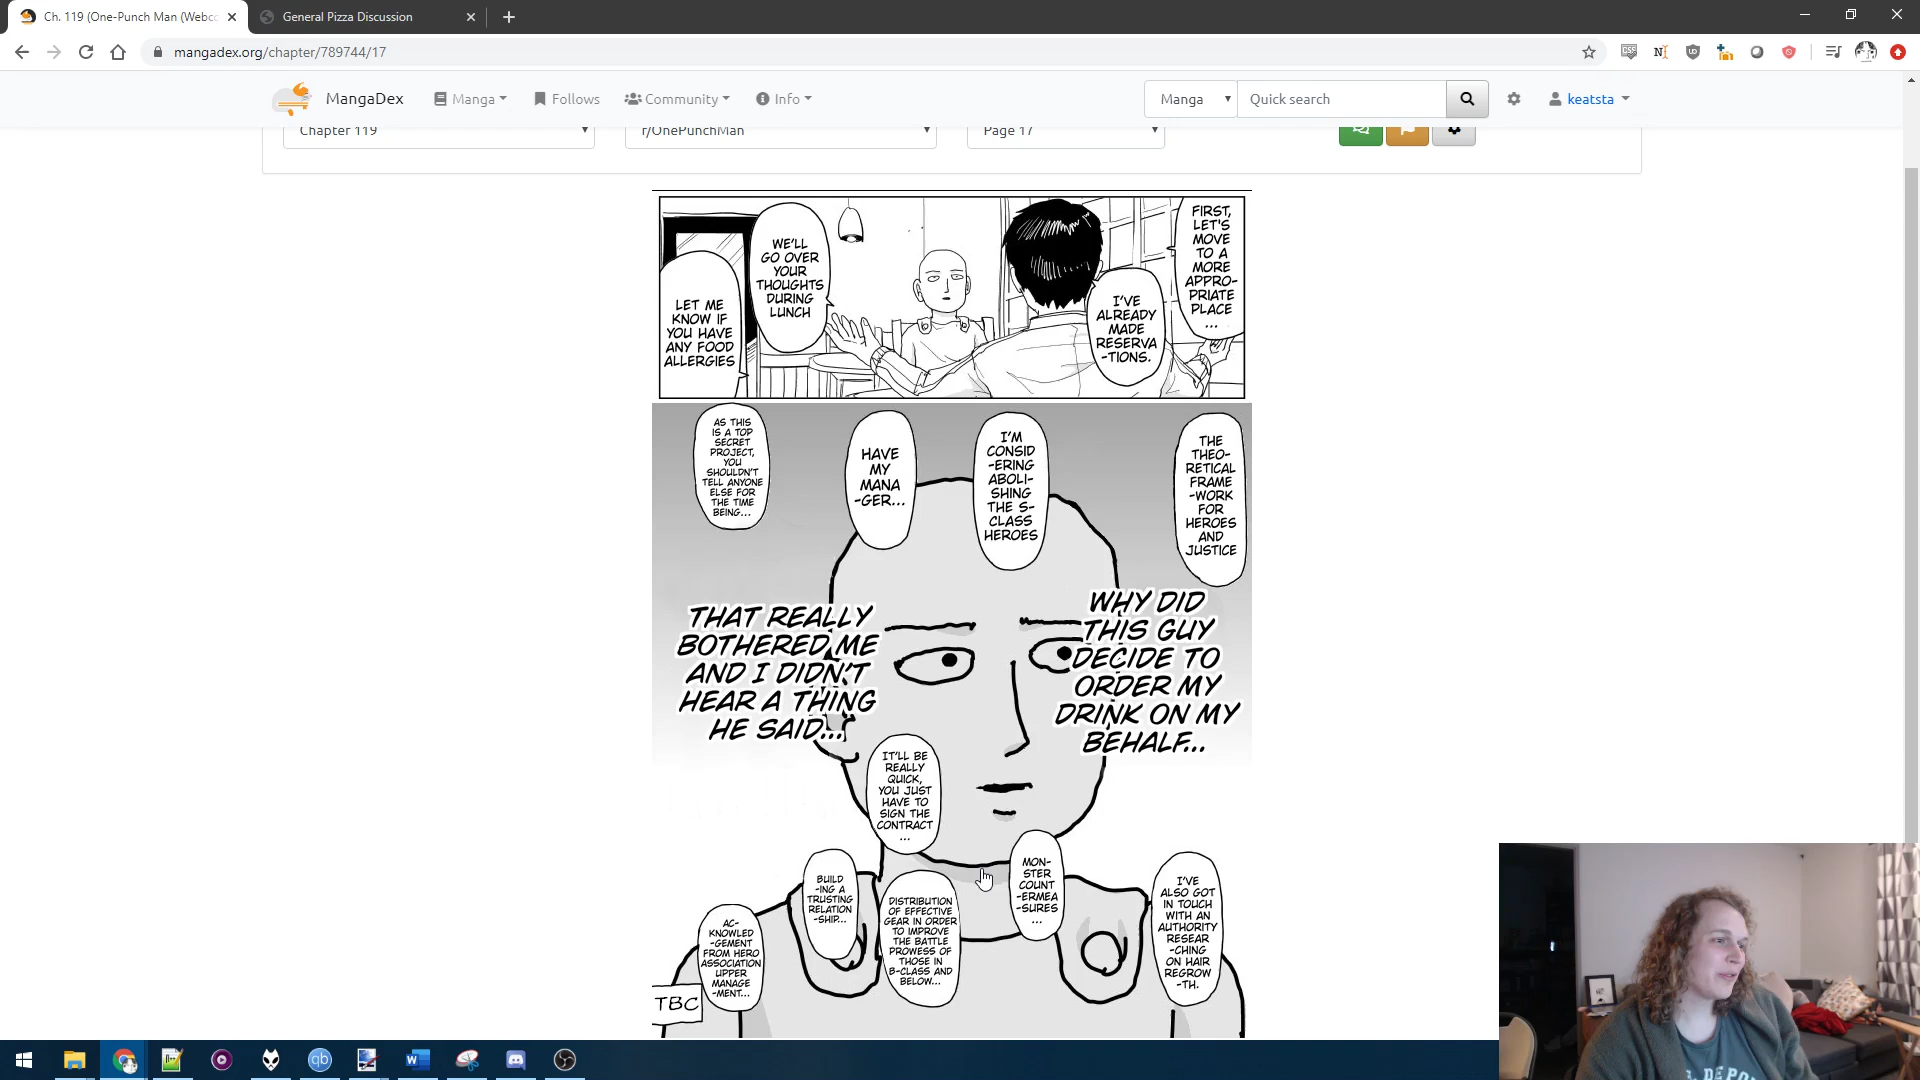 Ch. 119 (One-Punch Man (Webco
General Pizza Discussion
mangadex.org/chapter/789744/17
MangaDex
Manga
Follows
Community
Info
Manga
Quick search
keatsta
Chapter 119
r/OnePunchMan
Page 17
FIRST,
LET'S
MOVE
TO A
MORE
APPRO-
PRIATE
PLACE
...
I'VE
ALREADY
MADE
RESERVA
-TIONS.
WE'LL
GO OVER
YOUR
THOUGHTS
DURING
LUNCH
LET ME
KNOW IF
YOU HAVE
ANY FOOD
ALLERGIES
THE
THEO-
RETICAL
FRAME
-WORK
FOR
HEROES
AND
JUSTICE
I'M
CONSID
-ERING
ABOLI-
SHING
THE S-
CLASS
HEROES
HAVE
MY
MANA
-GER...
AS THIS
IS A TOP
SECRET
PROJECT,
YOU
SHOULDN'T
TELL ANYONE
ELSE FOR
THE TIME
BEING...
WHY DID
THIS GUY
DECIDE TO
ORDER MY
DRINK ON MY
BEHALF...
THAT REALLY
BOTHERED ME
AND I DIDN'T
HEAR A THING
HE SAID...
IT'LL BE
REALLY
QUICK,
YOU JUST
HAVE TO
SIGN THE
CONTRACT
...
I'VE
ALSO GOT
IN TOUCH
WITH AN
AUTHORITY
RESEAR
-CHING
ON HAIR
REGROW
-TH.
MON-
STER
COUNT
-ERMEA
-SURES
...
DISTRIBUTION
OF EFFECTIVE
GEAR IN ORDER
TO IMPROVE
THE BATTLE
PROWESS OF
THOSE IN
B-CLASS AND
BELOW...
BUILD
-ING A
TRUSTING
RELATION
-SHIP...
AC-
KNOWLED
-GEMENT
FROM HERO
ASSOCIATION
UPPER
MANAGE
-MENT...
TBC